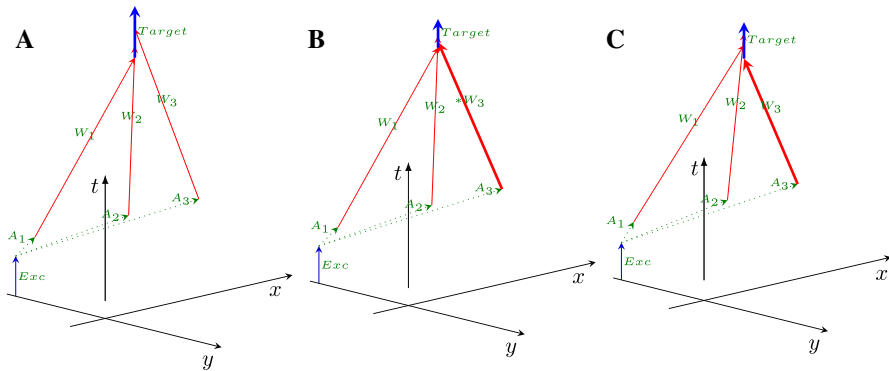 A
Target
W₃
W₂
W₁
t
A₃
A₂
A₁
Exc
x
y
B
Target
*W₃
W₂
W₁
t
A₃
A₂
A₁
Exc
x
y
C
Target
W₃
W₂
W₁
t
A₃
A₂
A₁
Exc
x
y